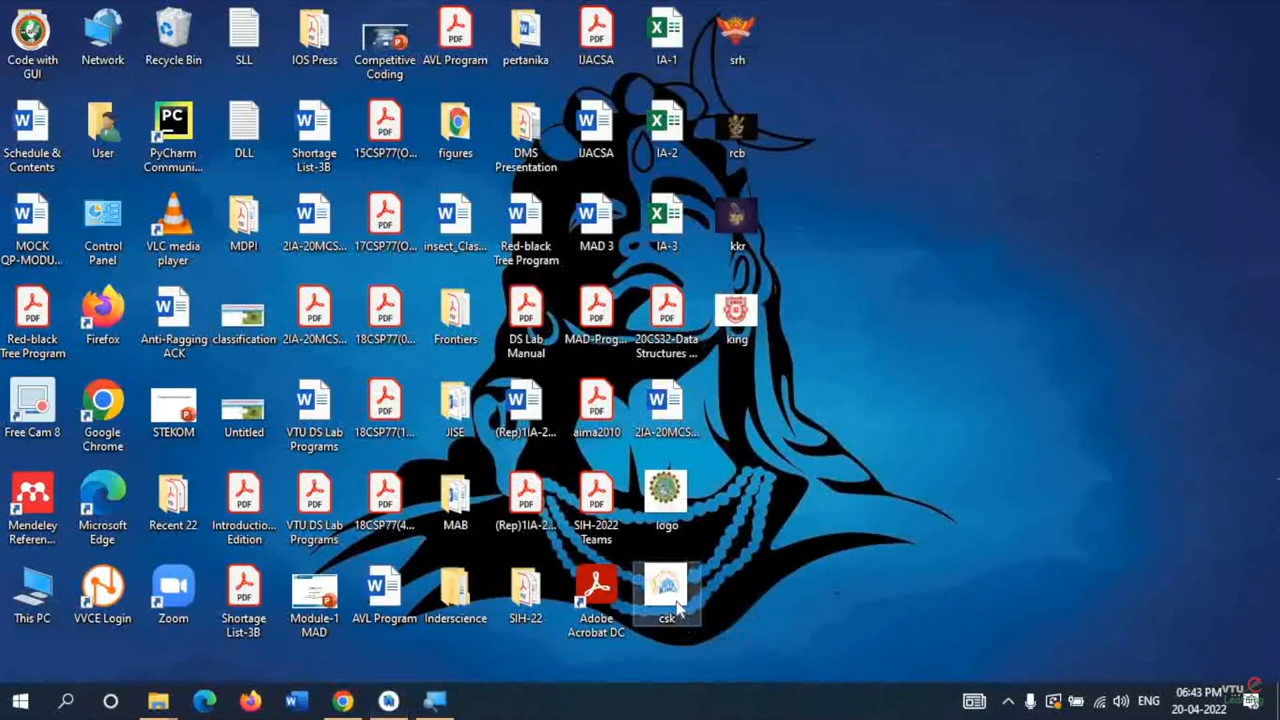 Code with
GUI
Network
Recycle Bin
SLL
IOS Press
Competitive
Coding
AVL Program
pertanika
IJACSA
IA-1
srh
Schedule &
Contents
User
PyCharm
Communi...
DLL
Shortage
List-3B
15CSP77(O...
figures
DMS
Presentation
IJACSA
IA-2
rcb
MOCK
QP-MODU...
Control
Panel
VLC media
player
MDPI
2IA-20MCS...
17CSP77(O...
insect_Clas...
Red-black
Tree Program
MAD 3
IA-3
kkr
Red-black
Tree Program
Firefox
Anti-Ragging
ACK
classification
2IA-20MCS...
18CSP77(0...
Frontiers
DS Lab
Manual
MAD-Prog...
20CS32-Data
Structures ...
king
Free Cam 8
Google
Chrome
STEKOM
Untitled
VTU DS Lab
Programs
18CSP77(1...
JISE
(Rep)1IA-2...
aima2010
2IA-20MCS...
Mendeley
Referen...
Microsoft
Edge
Recent 22
Introductio...
Edition
VTU DS Lab
Programs
18CSP77(4...
MAB
(Rep)1IA-2...
SIH-2022
Teams
logo
This PC
VVCE Login
Zoom
Shortage
List-3B
Module-1
MAD
AVL Program
Inderscience
SIH-22
Adobe
Acrobat DC
csk
ENG
06:43 PM
20-04-2022
VTU
Learning